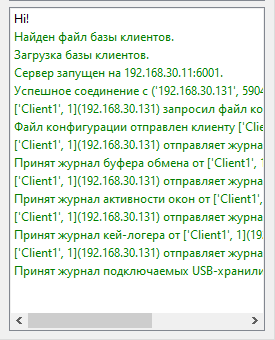 Hi!
Найден файл базы клиентов.
Загрузка базы клиентов.
Сервер запущен на 192.168.30.11:6001.
Успешное соединение с ('192.168.30.131', 5904
['Client1', 1](192.168.30.131) запросил файл ко
Файл конфигурации отправлен клиенту ['Cli
['Client1', 1](192.168.30.131) отправляет журна
Принят журнал буфера обмена от ['Client1', 1
['Client1', 1](192.168.30.131) отправляет журна
Принят журнал активности окон от ['Client1',
['Client1', 1](192.168.30.131) отправляет журна
Принят журнал кей-логера от ['Client1', 1](192
['Client1', 1](192.168.30.131) отправляет журна
Принят журнал подключаемых USB-хранили